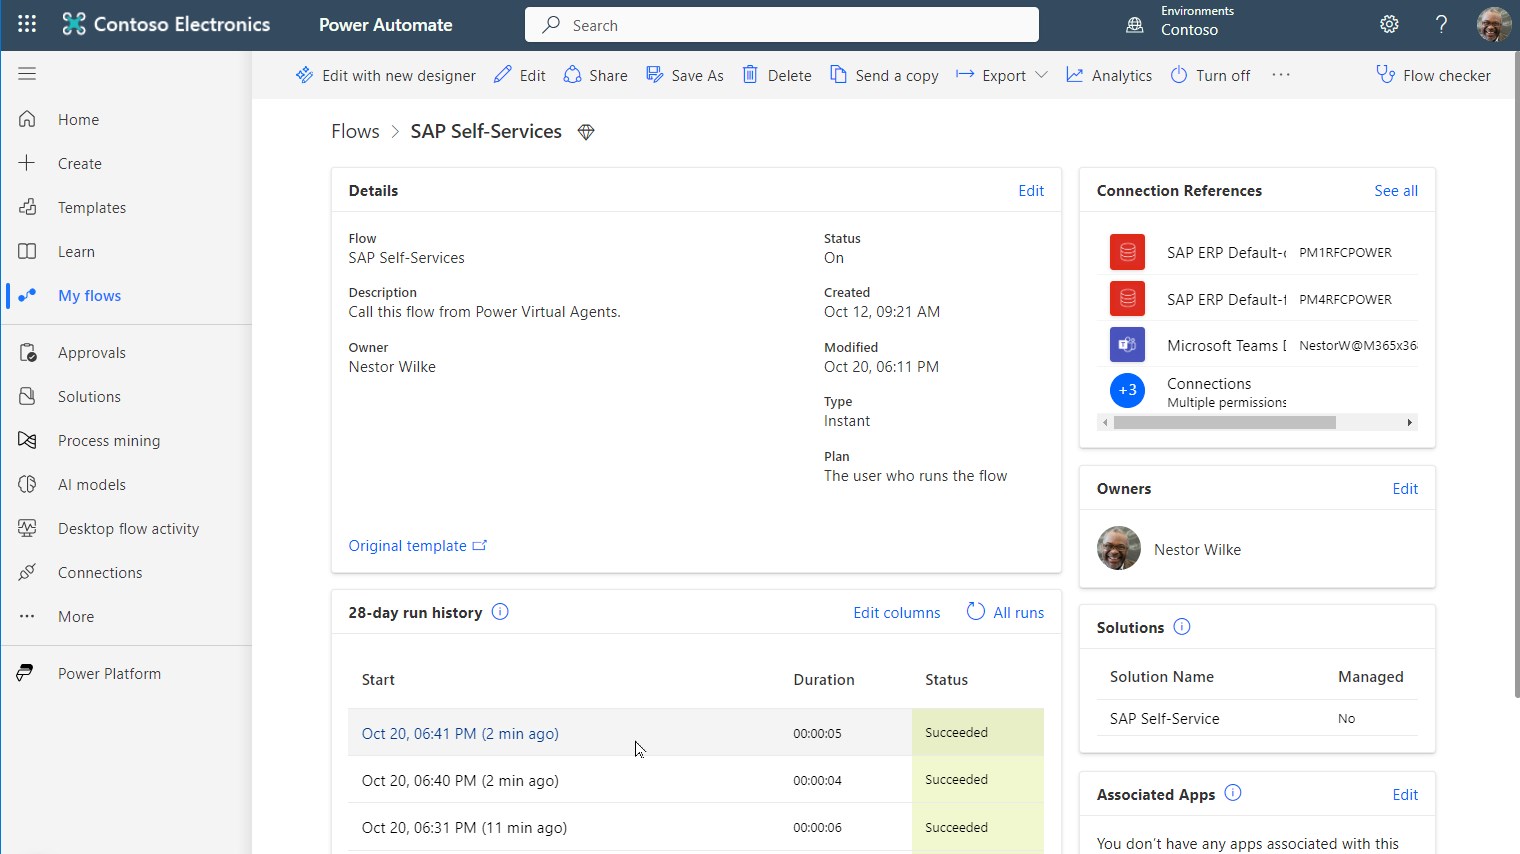 Contoso Electronics
Power Automate
Search
Environments
Contoso
?
Edit with new designer
Edit
Share
Save As
Delete
Send a copy
Export
Analytics
Turn off
···
Flow checker
Home
Create
Templates
Learn
My flows
Approvals
Solutions
Process mining
AI models
Desktop flow activity
Connections
More
Power Platform
Flows > SAP Self-Services
Details
Edit
Flow
SAP Self-Services
Description
Call this flow from Power Virtual Agents.
Owner
Nestor Wilke
Status
On
Created
Oct 12, 09:21 AM
Modified
Oct 20, 06:11 PM
Type
Instant
Plan
The user who runs the flow
Original template
28-day run history
Edit columns
All runs
Start Duration Status
Oct 20, 06:41 PM (2 min ago) 00:00:05 Succeeded
Oct 20, 06:40 PM (2 min ago) 00:00:04 Succeeded
Oct 20, 06:31 PM (11 min ago) 00:00:06 Succeeded
Connection References
See all
SAP ERP Default- PM1RFCPOWER
SAP ERP Default- PM4RFCPOWER
Microsoft Teams NestorW@M365x36
+3
Connections
Multiple permissions
Owners
Edit
Nestor Wilke
Solutions
Solution Name Managed
SAP Self-Service No
Associated Apps
Edit
You don't have any apps associated with this